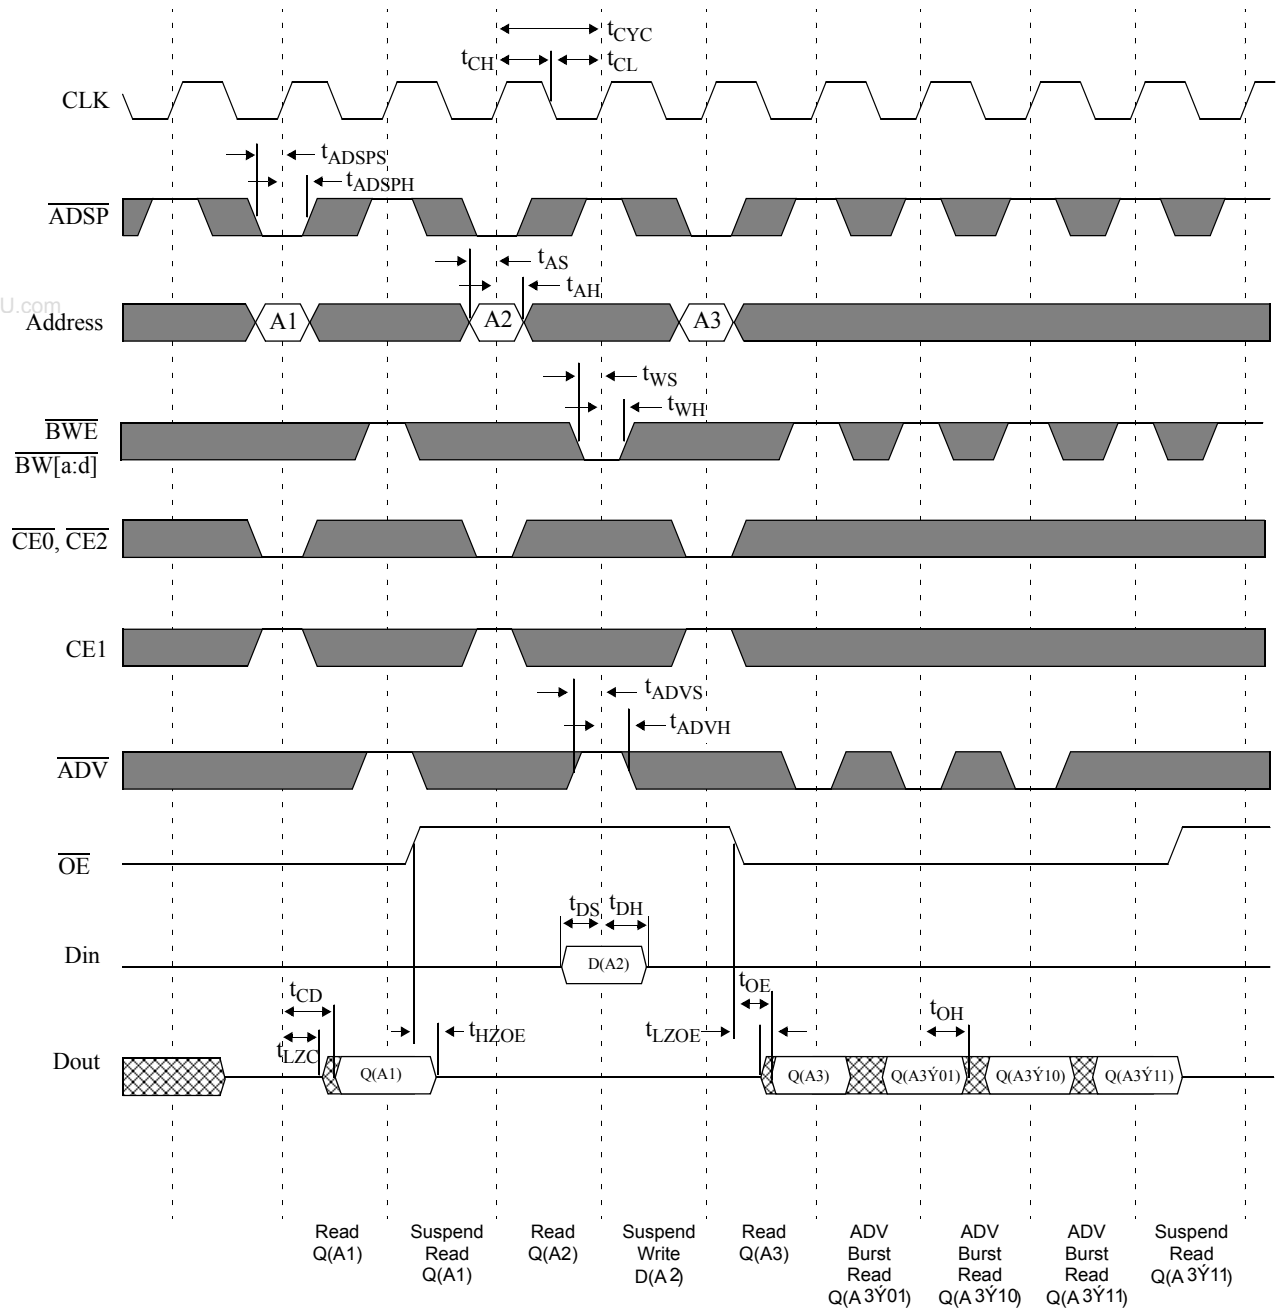 tCYC
tCH
tCL
CLK
tADSPS
tADSPH
ADSP
tAS
tAH
U.com
Address
A1
A2
A3
tWS
tWH
BWE
BW[a:d]
CE0, CE2
CE1
tADVS
tADVH
ADV
OE
tDS
tDH
Din
D(A2)
tCD
tOE
tOH
tLZC
tHZOE
tLZOE
Dout
Q(A1)
Q(A3)
Q(A3Ý01)
Q(A3Ý10)
Q(A3Ý11)
Read
Q(A1)
Suspend
Read
Q(A1)
Read
Q(A2)
Suspend
Write
D(A2)
Read
Q(A3)
ADV
Burst
Read
Q(A3Ý01)
ADV
Burst
Read
Q(A3Ý10)
ADV
Burst
Read
Q(A3Ý11)
Suspend
Read
Q(A3Ý11)